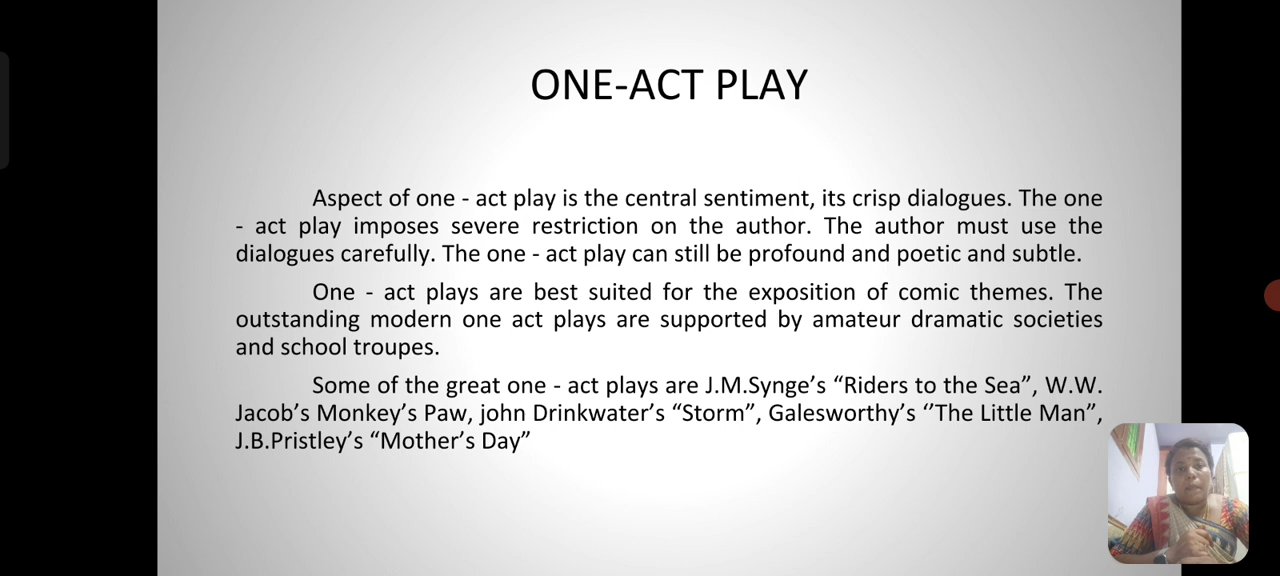 ONE-ACT PLAY
Aspect of one - act play is the central sentiment, its crisp dialogues. The one
- act play imposes severe restriction on the author. The author must use the
dialogues carefully. The one - act play can still be profound and poetic and subtle.
One - act plays are best suited for the exposition of comic themes. The
outstanding modern one act plays are supported by amateur dramatic societies
and school troupes.
Some of the great one - act plays are J.M.Synge’s “Riders to the Sea”, W.W.
Jacob’s Monkey’s Paw, john Drinkwater’s “Storm”, Galesworthy’s “The Little Man”,
J.B.Pristley’s “Mother’s Day”